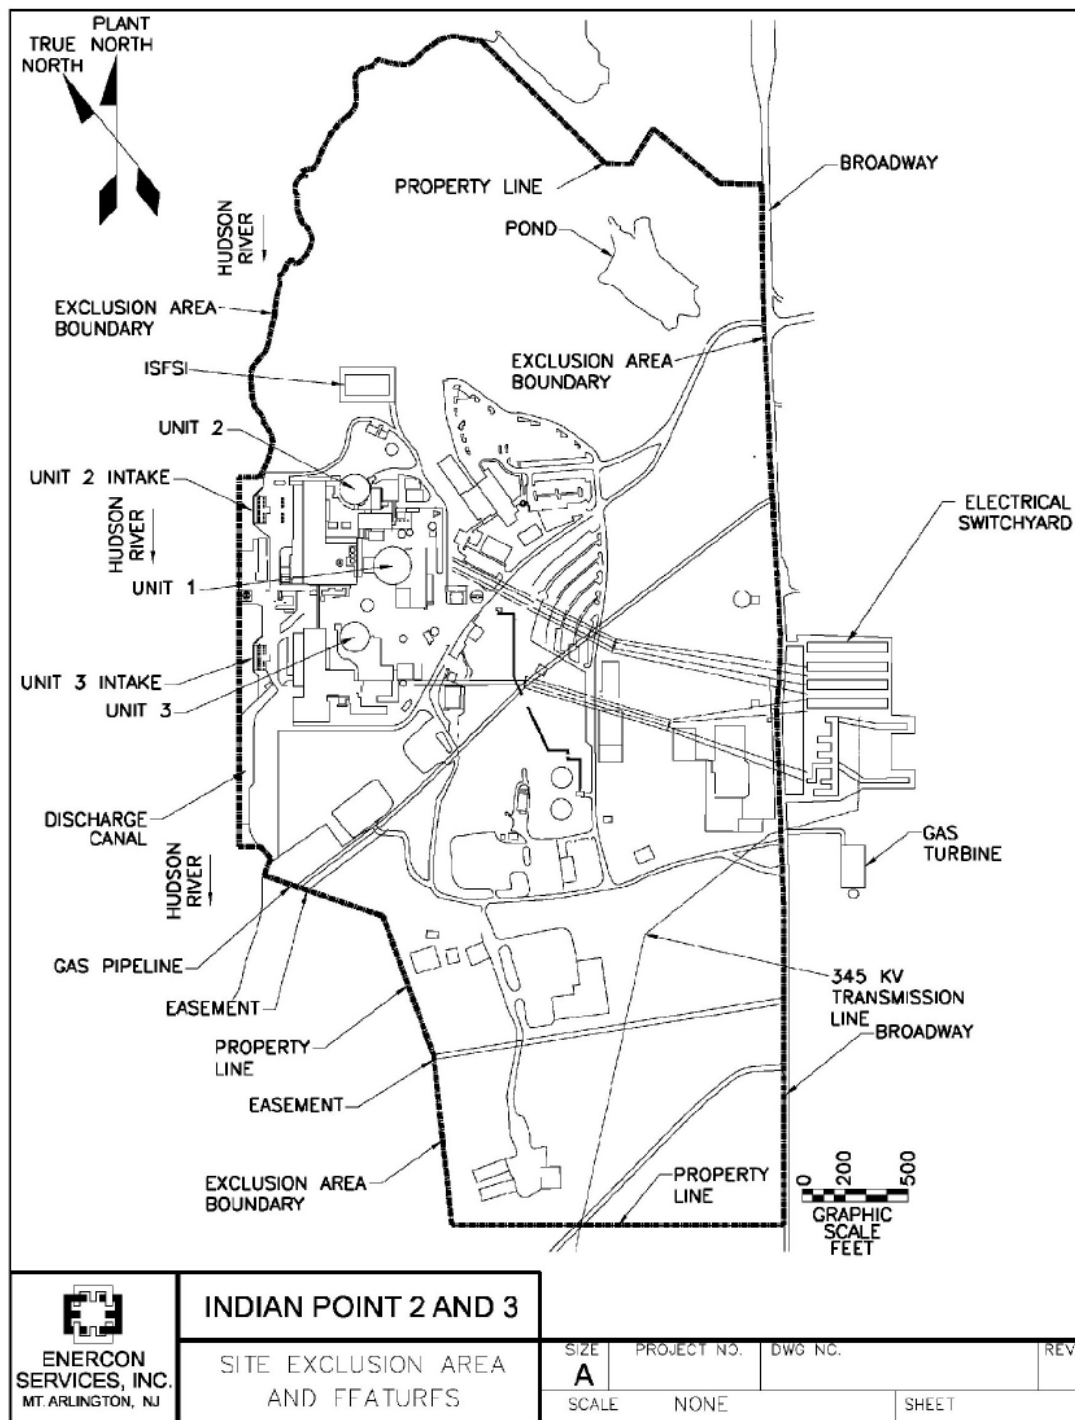 PLANT
NORTH
TRUE
NORTH
BROADWAY
PROPERTY LINE
POND
HUDSON
RIVER
EXCLUSION AREA
BOUNDARY
EXCLUSION AREA
BOUNDARY
ISFSI
UNIT 2
UNIT 2 INTAKE
ELECTRICAL
SWITCHYARD
HUDSON
RIVER
UNIT 1
UNIT 3 INTAKE
UNIT 3
DISCHARGE
CANAL
GAS
TURBINE
HUDSON
RIVER
GAS PIPELINE
345 KV
TRANSMISSION
LINE
EASEMENT
BROADWAY
PROPERTY
LINE
EASEMENT
EXCLUSION AREA
BOUNDARY
PROPERTY
LINE
0 200 500
GRAPHIC
SCALE
FEET
ENERCON
SERVICES, INC.
MT. ARLINGTON, NJ
INDIAN POINT 2 AND 3
SITE EXCLUSION AREA
AND FFATURFS
SIZE
A
PROJECT NO.
DWG NC.
REV
SCALE NONE
SHEET